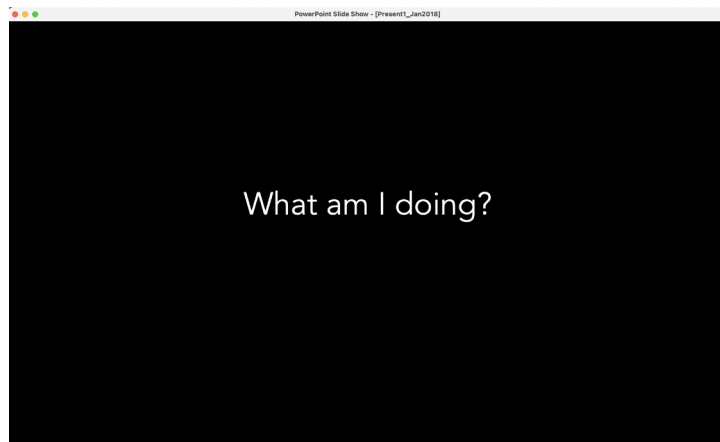 PowerPoint Slide Show - [Present1_Jan2018]
What am I doing?